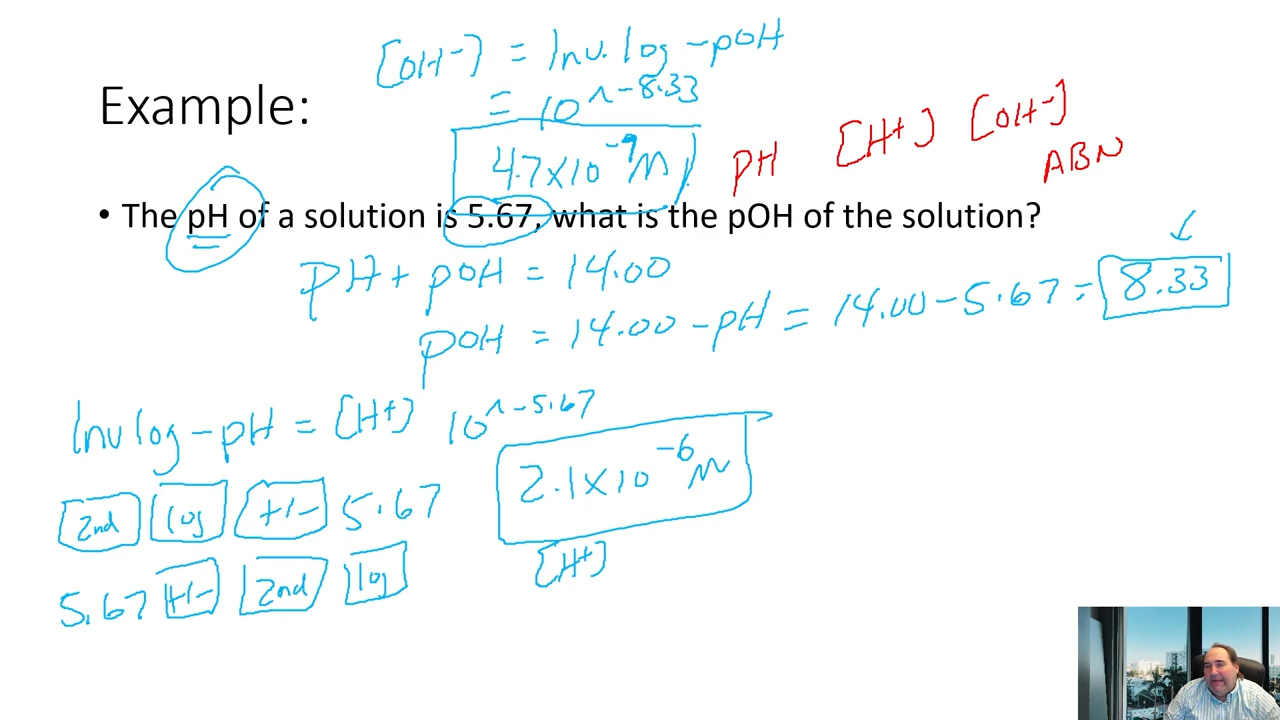 [OH-] = Inv. log -pOH
= 10^-8.33
Example:
4.7x10-9 M
pH [H+] [OH-]
ABN
• The pH of a solution is 5.67, what is the pOH of the solution?
pH + pOH = 14.00
pOH = 14.00 - pH = 14.00 - 5.67 = 8.33
Inv log -pH = [H+] 10^-5.67
2.1x10-6 M
2nd log +/- 5.67
[H+]
5.67 +/- 2nd log